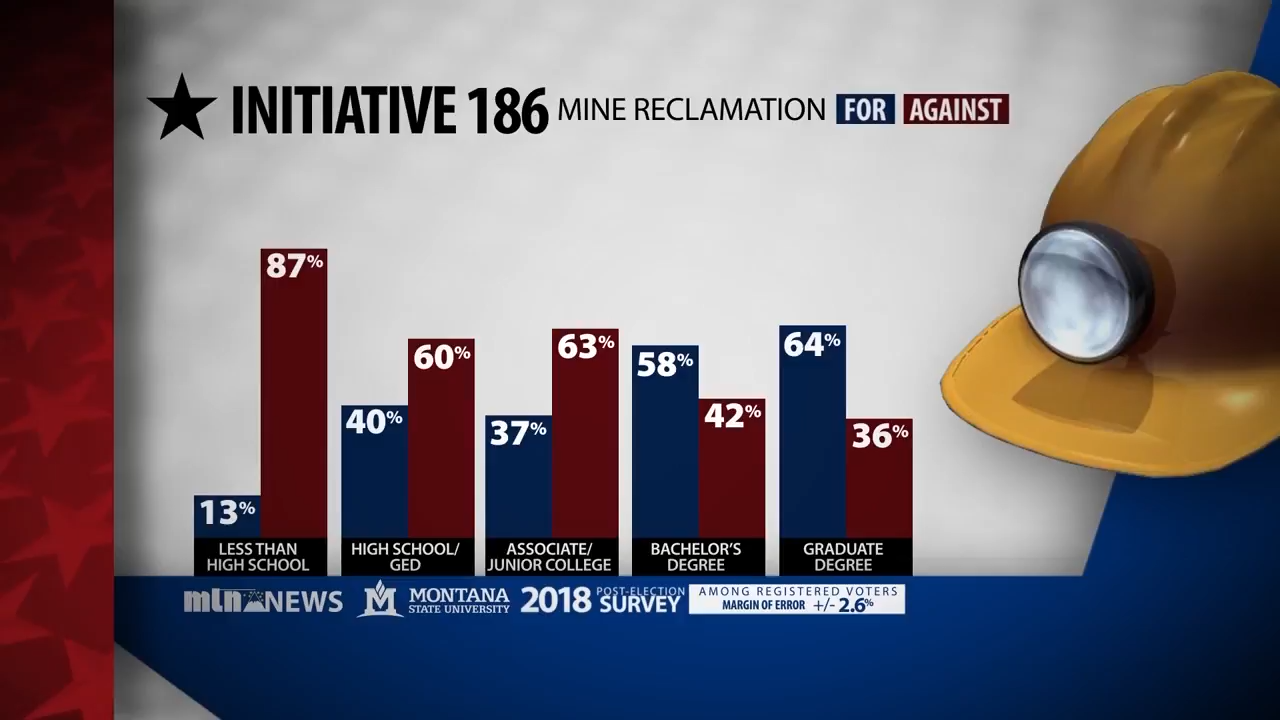 INITIATIVE 186 MINE RECLAMATION FOR AGAINST
87%
60%
63%
64%
58%
40%
37%
42%
36%
13%
LESS THAN
HIGH SCHOOL
HIGH SCHOOL/
GED
ASSOCIATE/
JUNIOR COLLEGE
BACHELOR'S
DEGREE
GRADUATE
DEGREE
mtn NEWS
M MONTANA
STATE UNIVERSITY
2018 POST-ELECTION
SURVEY
AMONG REGISTERED VOTERS
MARGIN OF ERROR +/- 2.6%